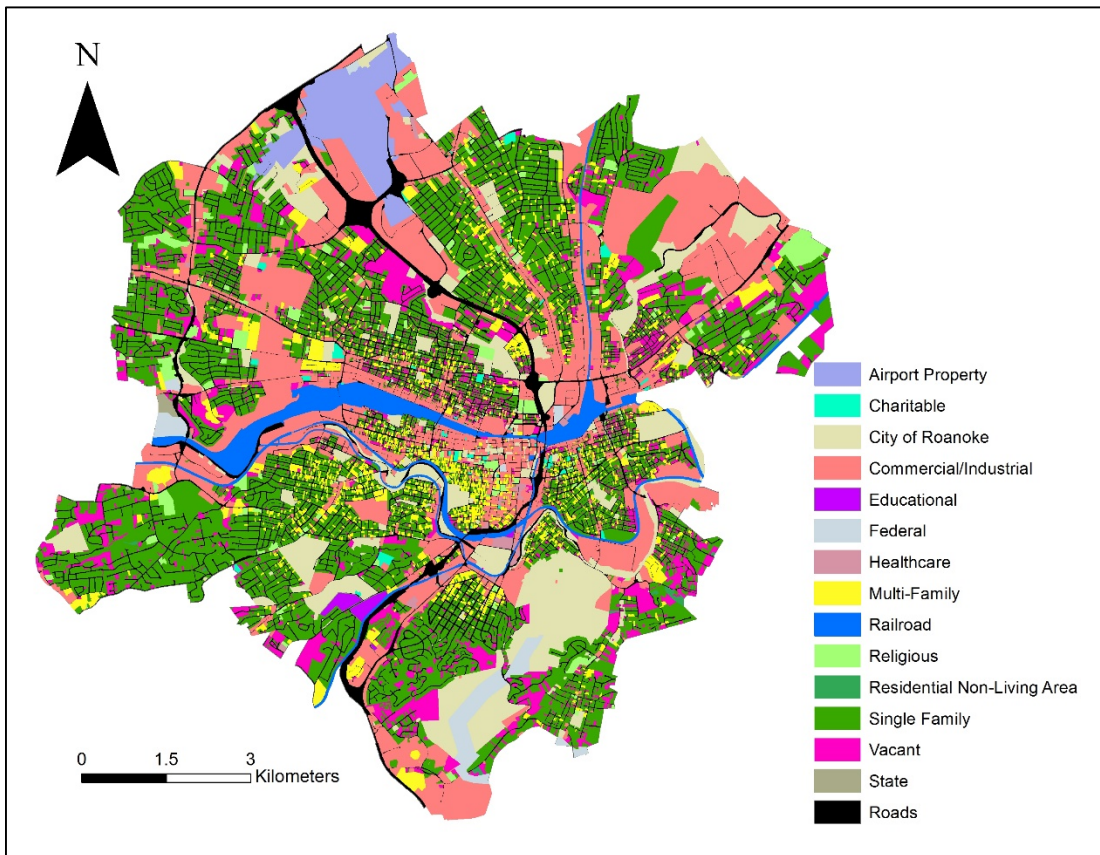 N
Airport Property
Charitable
City of Roanoke
Commercial/Industrial
Educational
Federal
Healthcare
Multi-Family
Railroad
Religious
Residential Non-Living Area
Single Family
Vacant
State
Roads
0 1.5 3
Kilometers